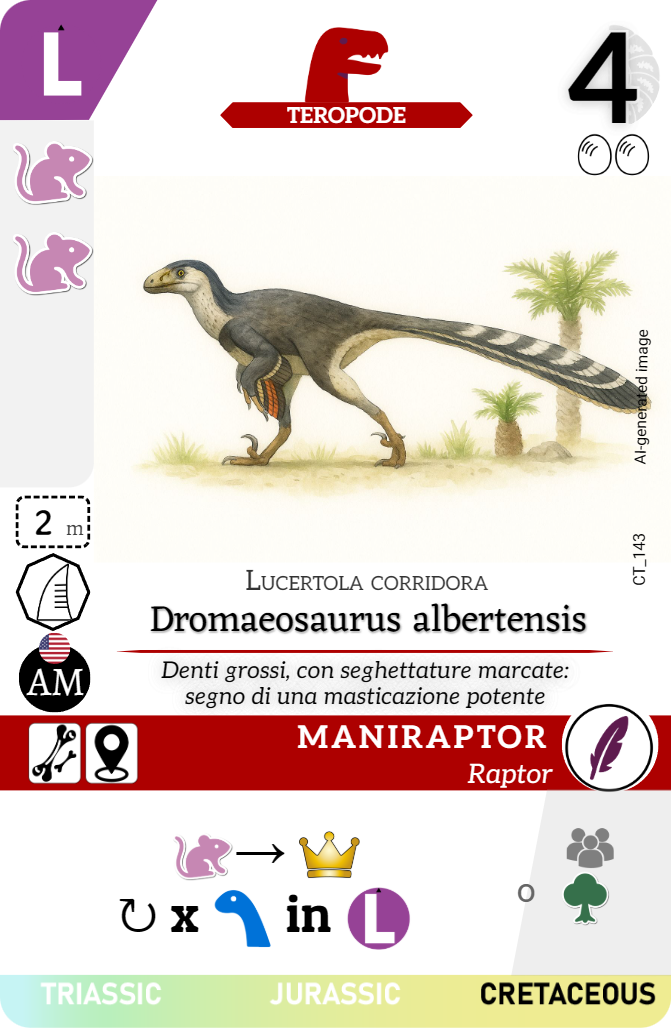 L
TEROPODE
4
AI-generated image
CT_143
2 m
AM
Lucertola corridora
Dromaeosaurus albertensis
Denti grossi, con seghettature marcate:
segno di una masticazione potente
MANIRAPTOR
Raptor
→
↻ x in L
o
TRIASSIC JURASSIC CRETACEOUS